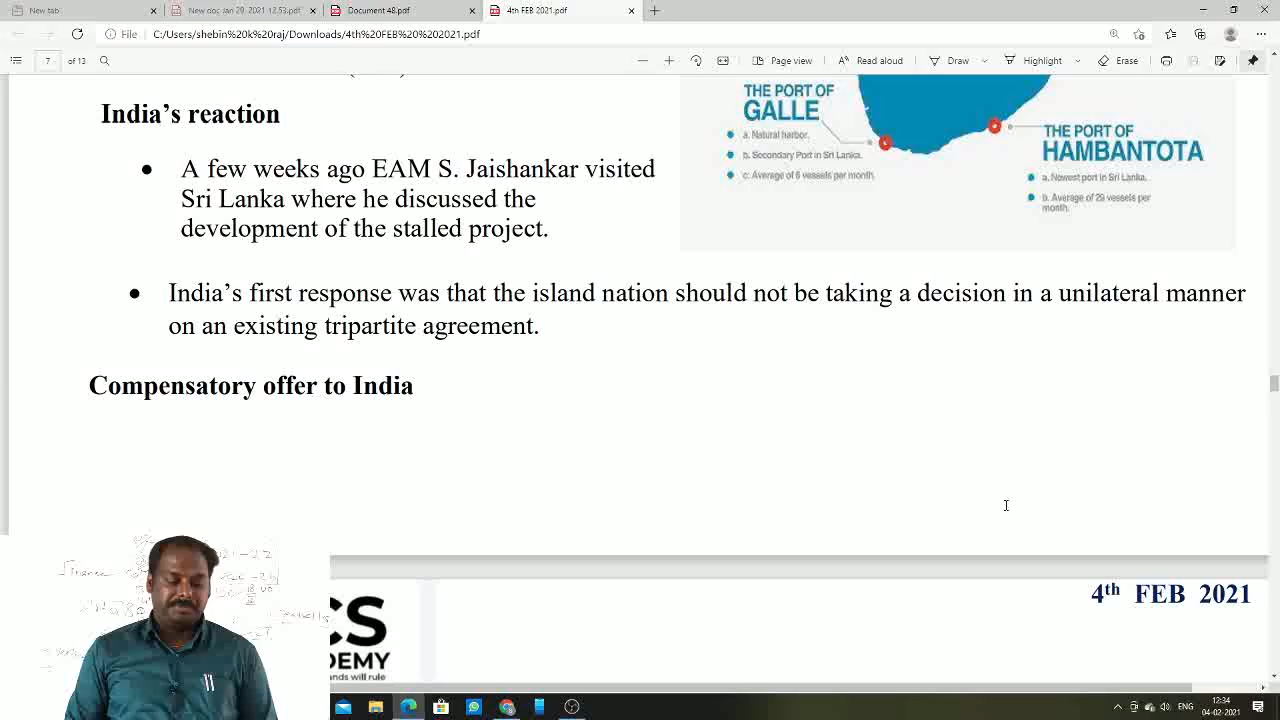 New tab
New doc Jan 29-2021 12.53.pdf
Document 48.pdf
4th FEB 2021.pdf
File C:/Users/shebin%20k%20raj/Downloads/4th%20FEB%20%202021.pdf
7 of 13
Page view
Read aloud
Draw
Highlight
Erase
THE PORT OF
GALLE
a. Natural harbor.
b. Secondary Port in Sri Lanka.
c: Average of 6 vessels per month.
THE PORT OF
HAMBANTOTA
a. Newest port in Sri Lanka.
b. Average of 29 vessels per
month.
India’s reaction
• A few weeks ago EAM S. Jaishankar visited
Sri Lanka where he discussed the
development of the stalled project.
• India’s first response was that the island nation should not be taking a decision in a unilateral manner
on an existing tripartite agreement.
Compensatory offer to India
4th FEB 2021
CS
DEMY
nds will rule
ENG
12:34
04-02-2021